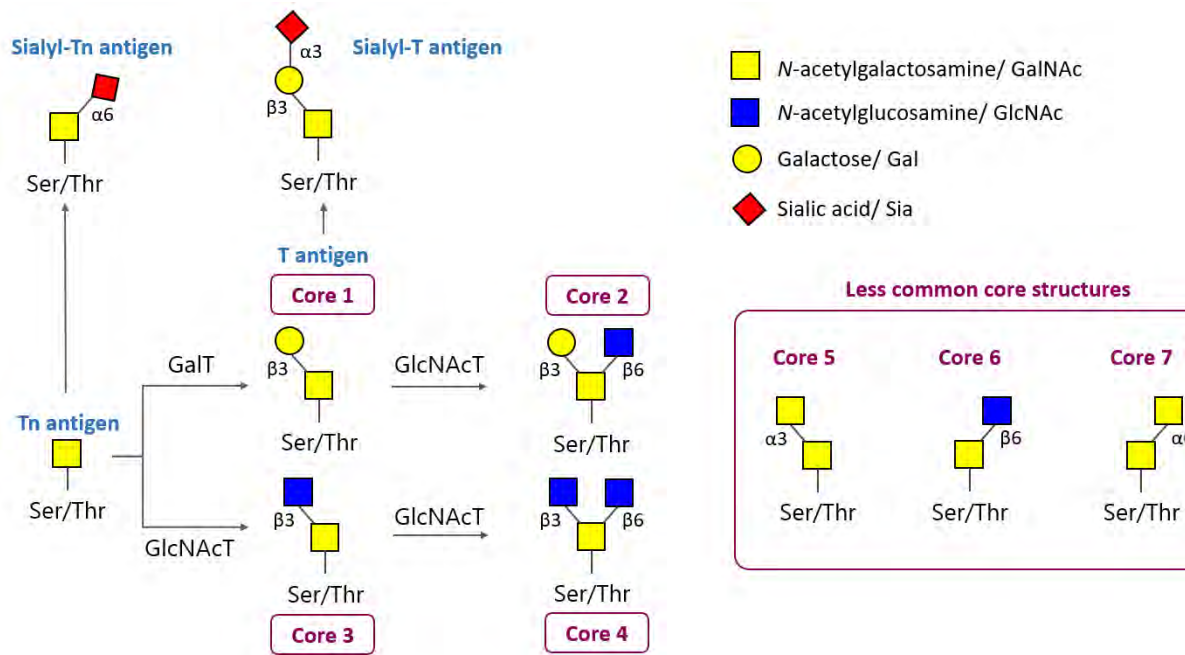 Sialyl-Tn antigen
α6
Ser/Thr
α3
Sialyl-T antigen
β3
Ser/Thr
N-acetylgalactosamine/ GalNAc
N-acetylglucosamine/ GlcNAc
Galactose/ Gal
Sialic acid/ Sia
T antigen
Core 1
β3
Ser/Thr
GalT
GlcNAcT
Core 2
β3
β6
Ser/Thr
Tn antigen
Ser/Thr
GlcNAcT
β3
Ser/Thr
Core 3
GlcNAcT
β3
β6
Ser/Thr
Core 4
Less common core structures
Core 5
α3
Ser/Thr
Core 6
β6
Ser/Thr
Core 7
Ser/Thr